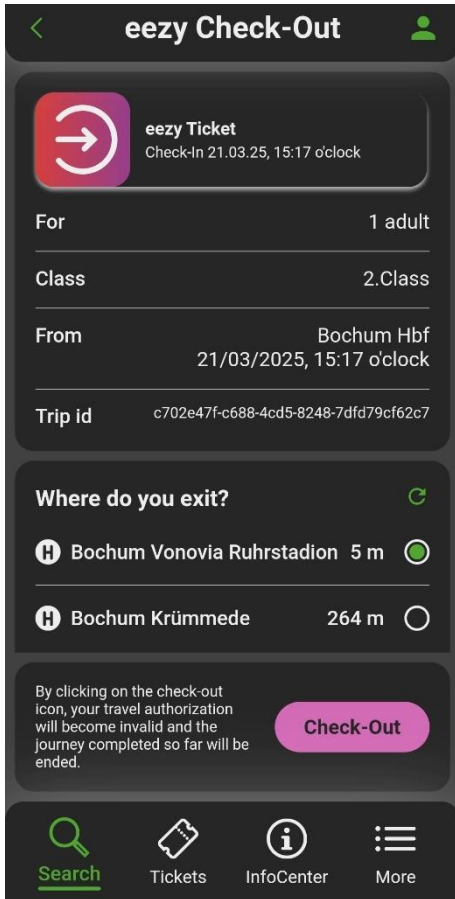 eezy Check-Out
eezy Ticket
Check-In 21.03.25, 15:17 o'clock
For 1 adult
Class 2.Class
From Bochum Hbf
21/03/2025, 15:17 o'clock
Trip id c702e47f-c688-4cd5-8248-7dfd79cf62c7
Where do you exit?
H Bochum Vonovia Ruhrstadion 5 m
H Bochum Krümmede 264 m
By clicking on the check-out
icon, your travel authorization
will become invalid and the
journey completed so far will be
ended.
Check-Out
Search Tickets InfoCenter More